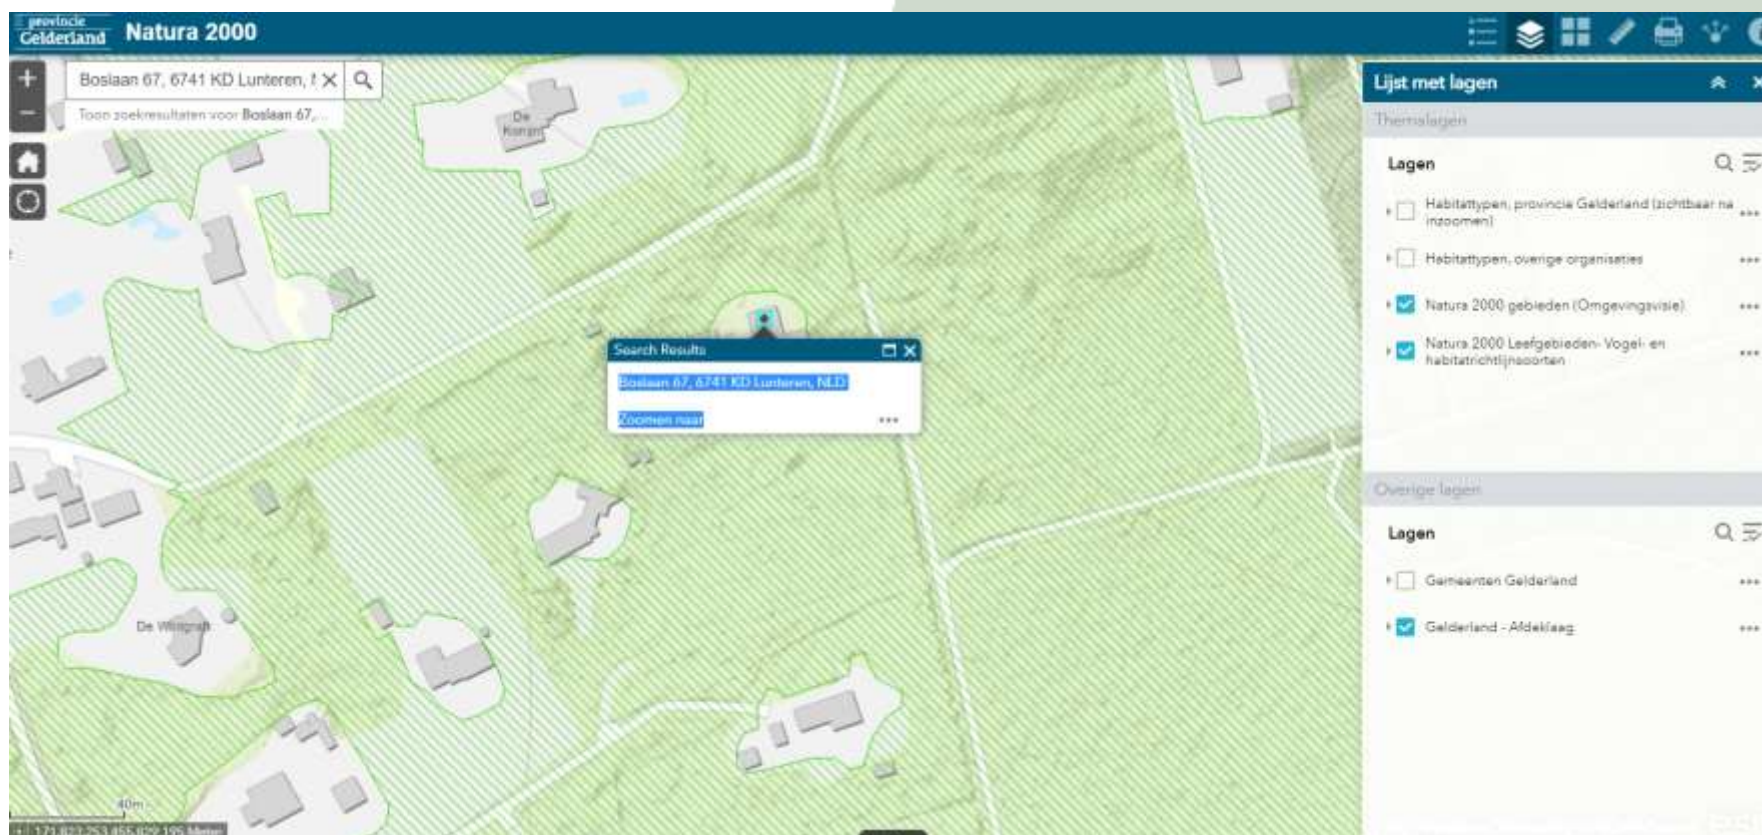 provincie
Gelderland
Natura 2000
Boslaan 67, 6741 KD Lunteren, 
Toon zoekresultaten voor Boslaan 67,...
De
Search Results
Boslaan 67, 6741 KD Lunteren, NLD
Zoomen naar
De
40m
Lijst met lagen
Themalagen
Lagen
Habitattypen, provincie Gelderland (zichtbaar na
inzoomen)
Habitattypen, overige organisaties
Natura 2000 gebieden (Omgevingsvisie)
Natura 2000 Leefgebieden- Vogel- en
habitatrichtlijnsoorten
Overige lagen
Lagen
Gemeenten Gelderland
Gelderland - Afdeklaag